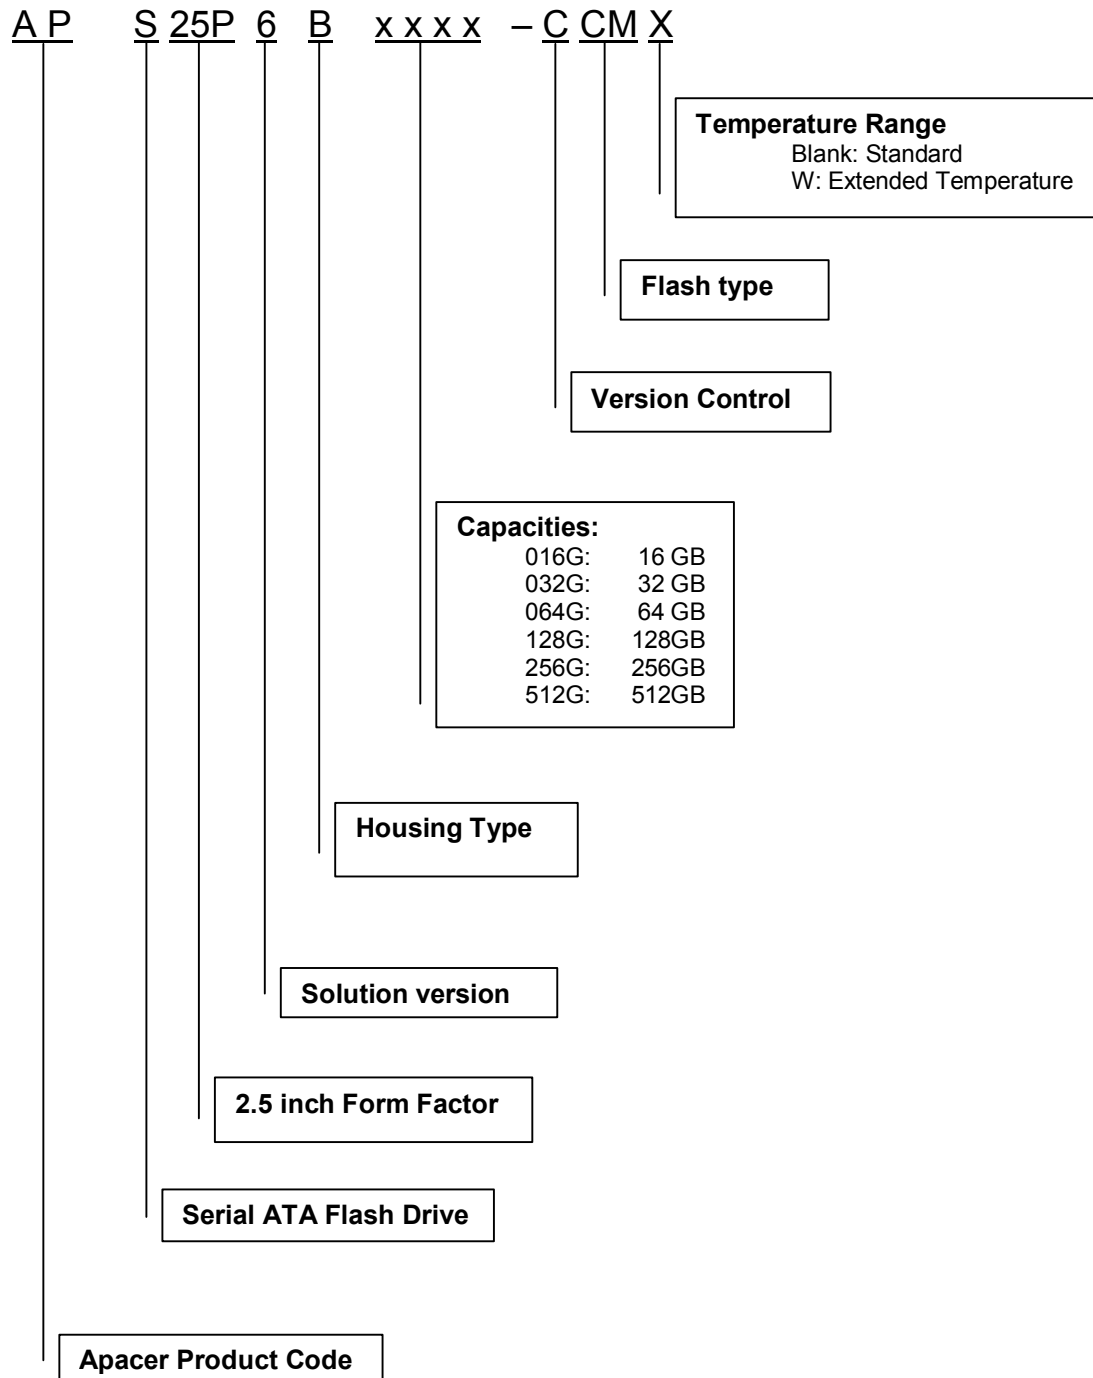 A P S 25P 6 B x x x x – C CM X
Temperature Range
Blank: Standard
W: Extended Temperature
Flash type
Version Control
Capacities:
016G: 16 GB
032G: 32 GB
064G: 64 GB
128G: 128GB
256G: 256GB
512G: 512GB
Housing Type
Solution version
2.5 inch Form Factor
Serial ATA Flash Drive
Apacer Product Code